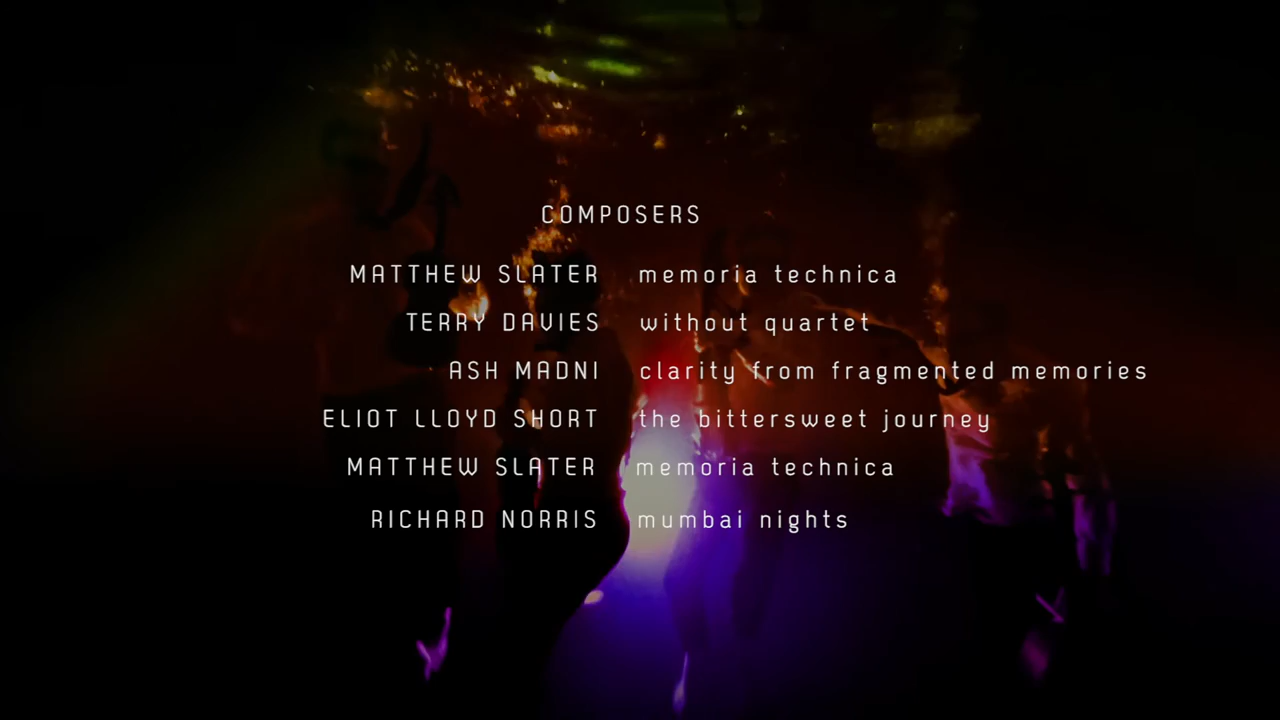 COMPOSERS
MATTHEW SLATER memoria technica
TERRY DAVIES without quartet
ASH MADNI clarity from fragmented memories
ELIOT LLOYD SHORT the bittersweet journey
MATTHEW SLATER memoria technica
RICHARD NORRIS mumbai nights